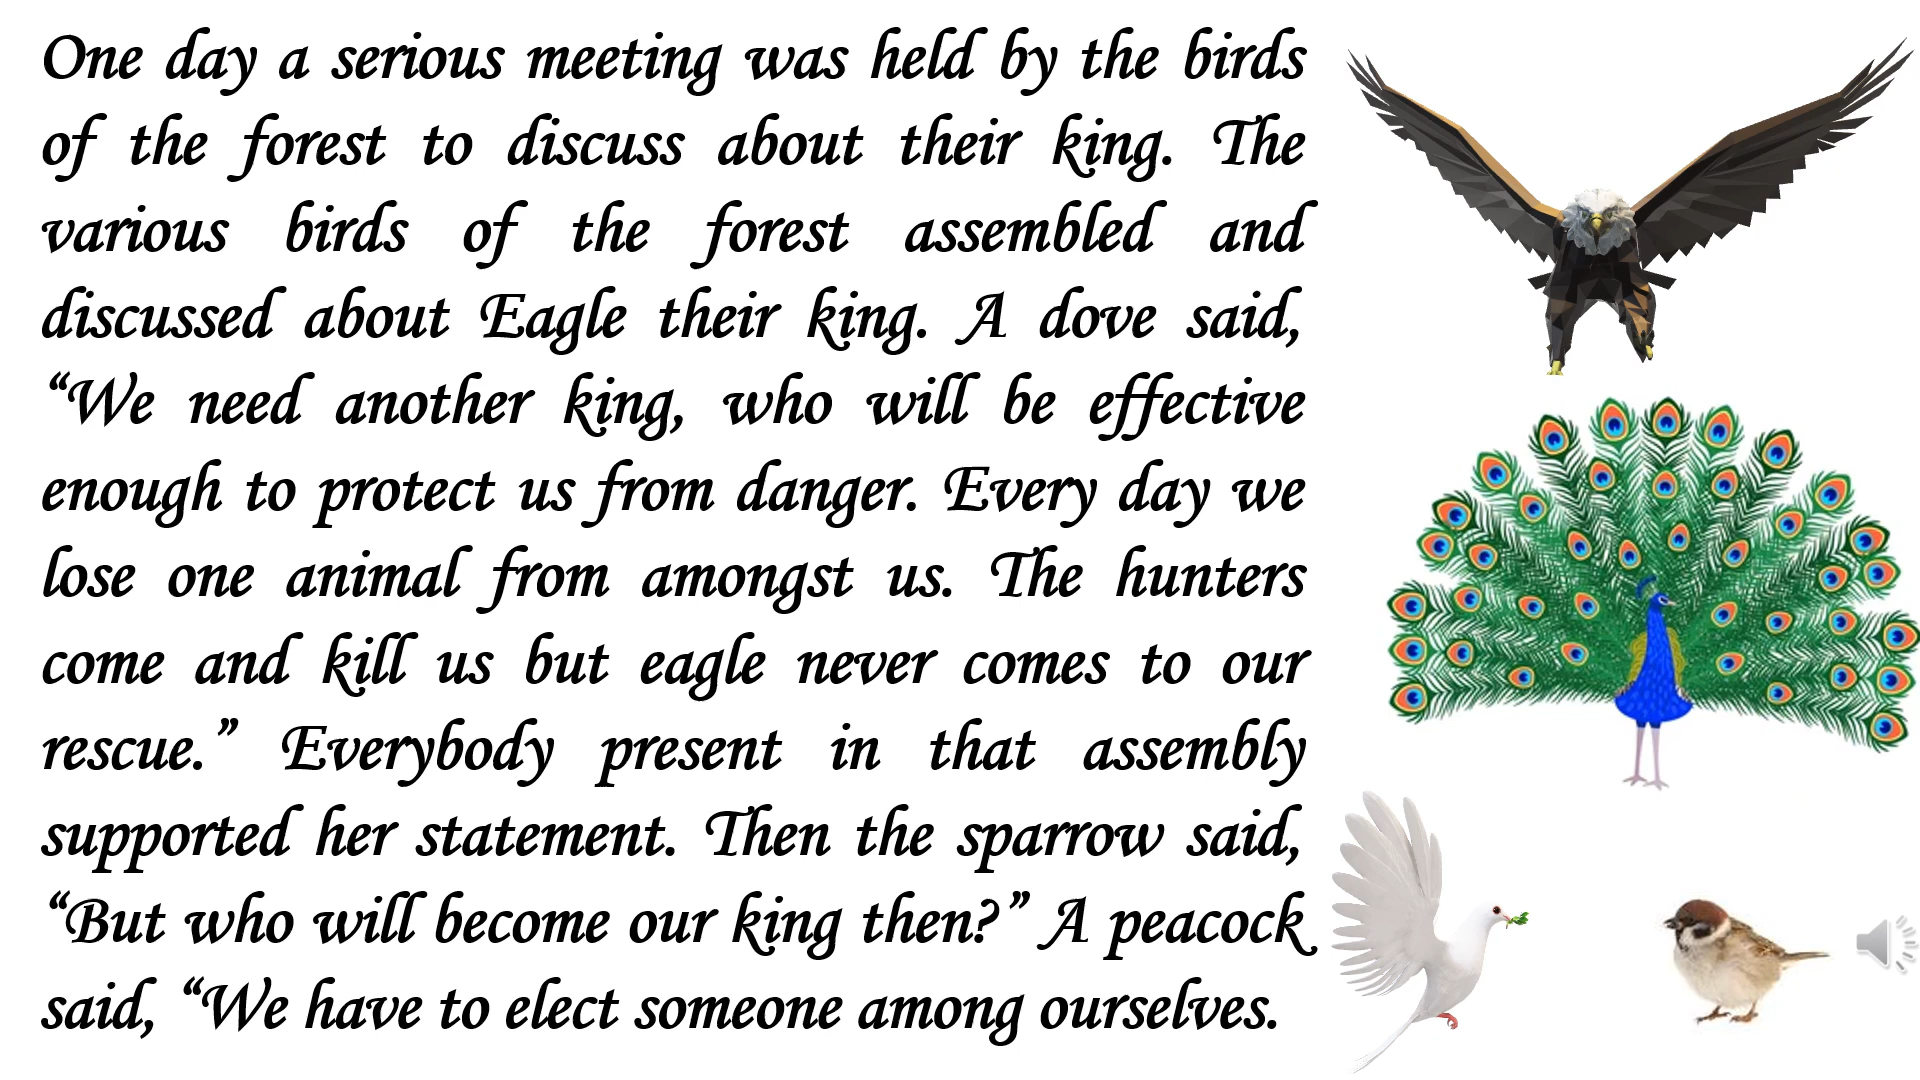 One day a serious meeting was held by the birds
of the forest to discuss about their king. The
various birds of the forest assembled and
discussed about Eagle their king. A dove said,
“We need another king, who will be effective
enough to protect us from danger. Every day we
lose one animal from amongst us. The hunters
come and kill us but eagle never comes to our
rescue.” Everybody present in that assembly
supported her statement. Then the sparrow said,
“But who will become our king then?” A peacock
said, “We have to elect someone among ourselves.